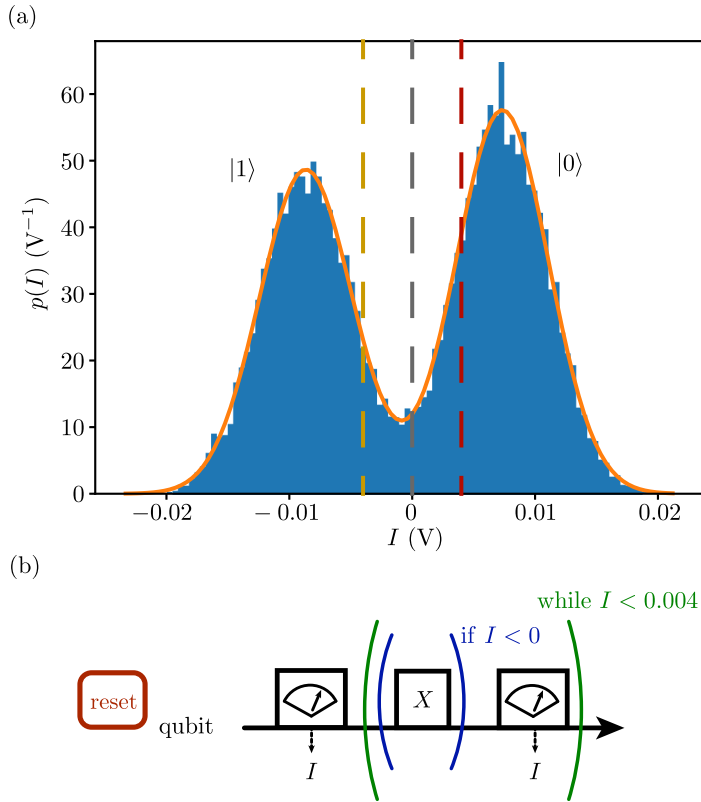 (a)
p(I) (V⁻¹)
60
50
40
30
20
10
0
|1⟩
|0⟩
−0.02
−0.01
0
0.01
0.02
I (V)
(b)
while I < 0.004
if I < 0
reset
qubit
X
I
I